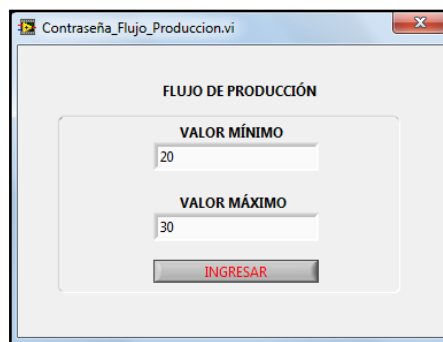 Contraseña_Flujo_Produccion.vi
FLUJO DE PRODUCCIÓN
VALOR MÍNIMO
20
VALOR MÁXIMO
30
INGRESAR